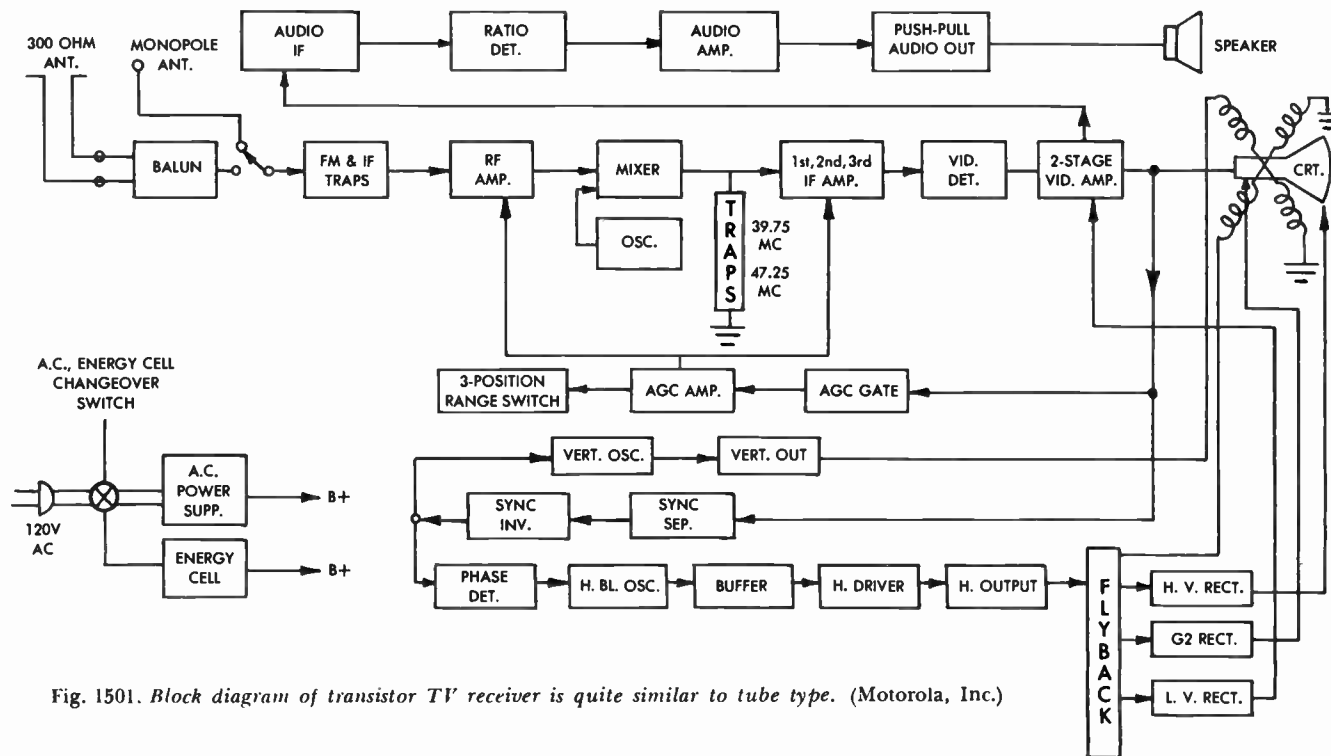 300 OHM
ANT.
MONOPOLE
ANT.
AUDIO
IF
RATIO
DET.
AUDIO
AMP.
PUSH-PULL
AUDIO OUT
SPEAKER
BALUN
FM & IF
TRAPS
RF
AMP.
MIXER
OSC.
TRAPS
39.75
MC
47.25
MC
1st, 2nd, 3rd
IF AMP.
VID.
DET.
2-STAGE
VID. AMP.
CRT.
3-POSITION
RANGE SWITCH
AGC AMP.
AGC GATE
A.C., ENERGY CELL
CHANGEOVER
SWITCH
120V
AC
A.C.
POWER
SUPP.
B+
ENERGY
CELL
B+
VERT. OSC.
VERT. OUT
SYNC
INV.
SYNC
SEP.
PHASE
DET.
H. BL. OSC.
BUFFER
H. DRIVER
H. OUTPUT
FLYBACK
H. V. RECT.
G2 RECT.
L. V. RECT.
Fig. 1501. Block diagram of transistor TV receiver is quite similar to tube type. (Motorola, Inc.)